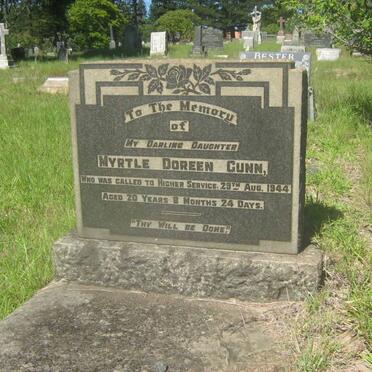 BESTER
To The Memory
of
My Darling Daughter
Myrtle Doreen Gunn,
Who was called to Higher Service. 29th Aug. 1944
Aged 20 Years 8 Months 24 Days.
"Thy Will be Done."